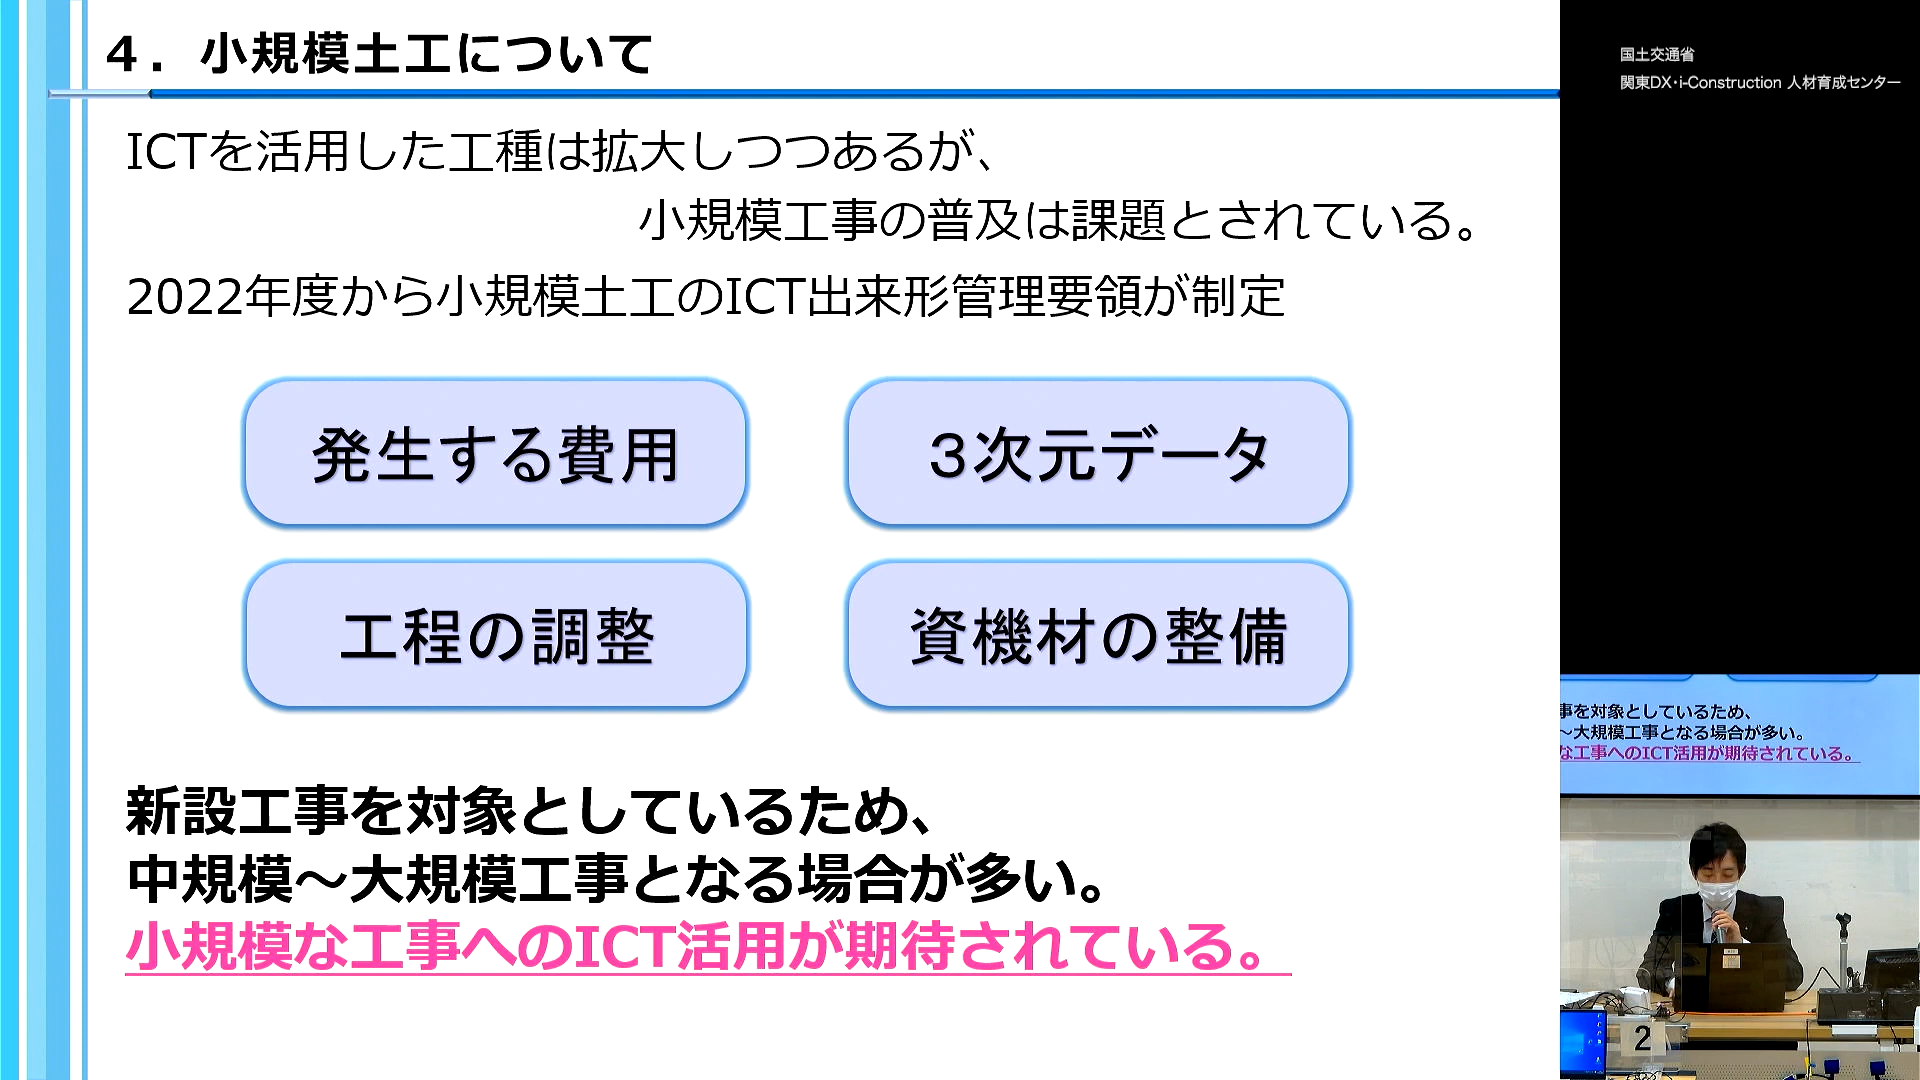 ４．小規模土工について
ICTを活用した工種は拡大しつつあるが、
小規模工事の普及は課題とされている。
2022年度から小規模土工のICT出来形管理要領が制定
発生する費用
３次元データ
工程の調整
資機材の整備
新設工事を対象としているため、
中規模～大規模工事となる場合が多い。
小規模な工事へのICT活用が期待されている。
国土交通省
関東DX・i-Construction 人材育成センター
事を対象としているため、
～大規模工事となる場合が多い。
な工事へのICT活用が期待されている。
2